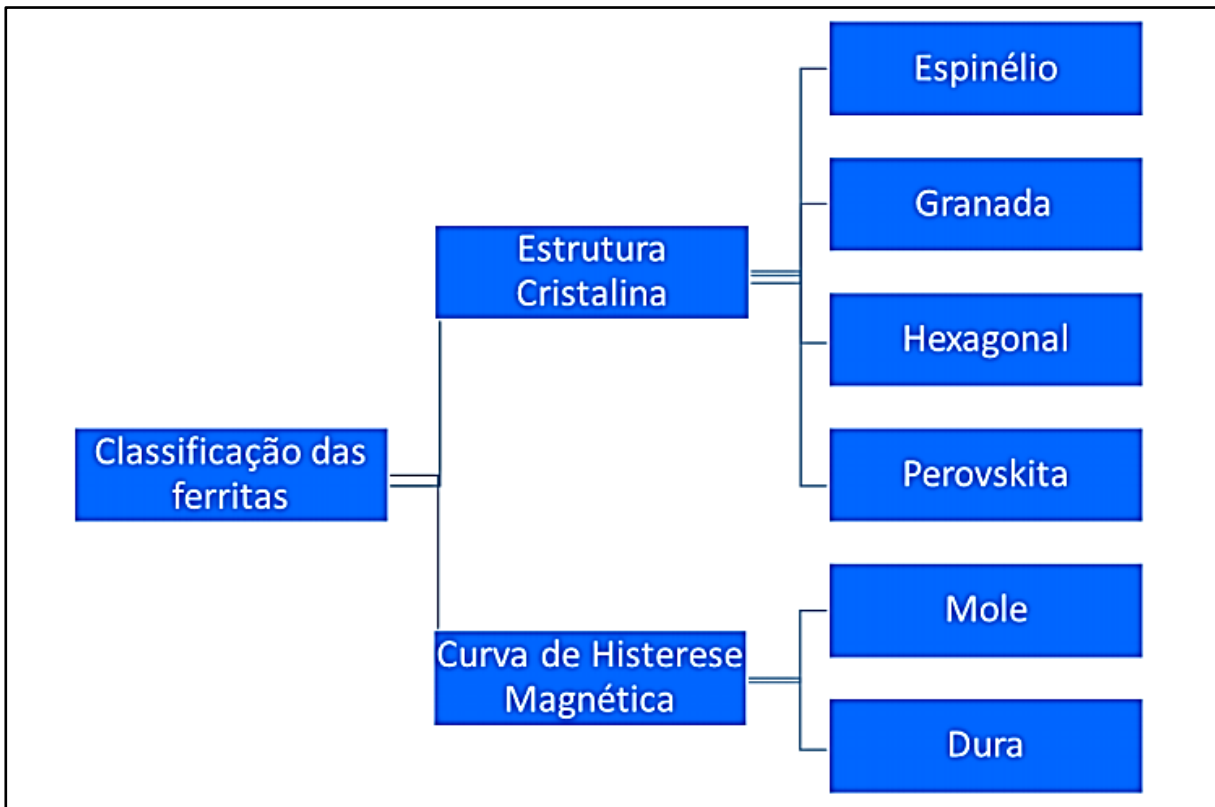 Classificação das
ferritas
Estrutura
Cristalina
Espinélio
Granada
Hexagonal
Perovskita
Curva de Histerese
Magnética
Mole
Dura